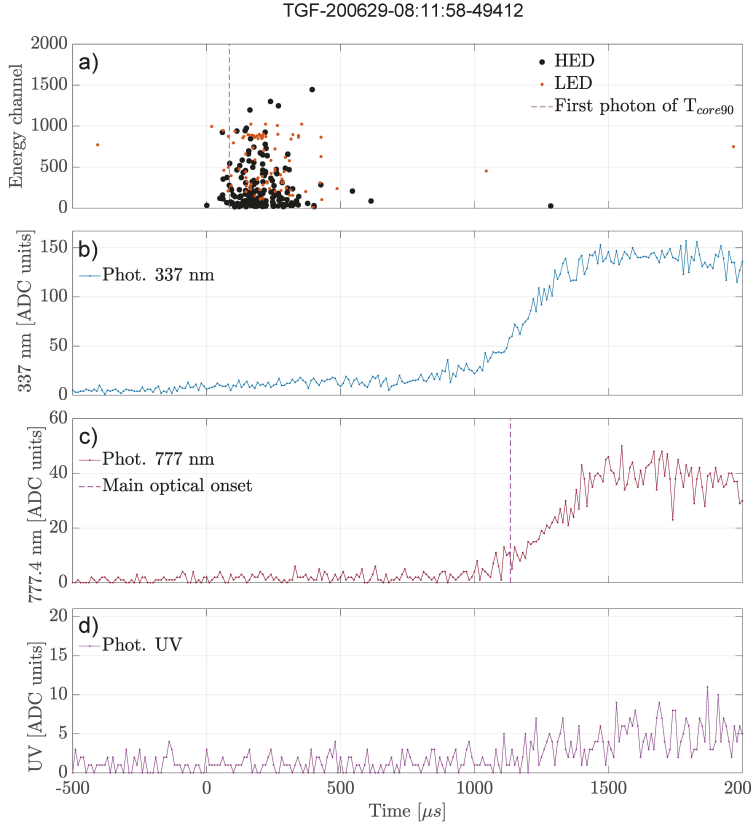 TGF-200629-08:11:58-49412
a)
HED
LED
First photon of Tcore90
Energy channel
2000
1500
1000
500
0
b)
Phot. 337 nm
337 nm [ADC units]
150
100
50
0
c)
Phot. 777 nm
Main optical onset
777.4 nm [ADC units]
60
40
20
0
d)
Phot. UV
UV [ADC units]
20
15
10
5
0
-500 0 500 1000 1500 2000
Time [μs]